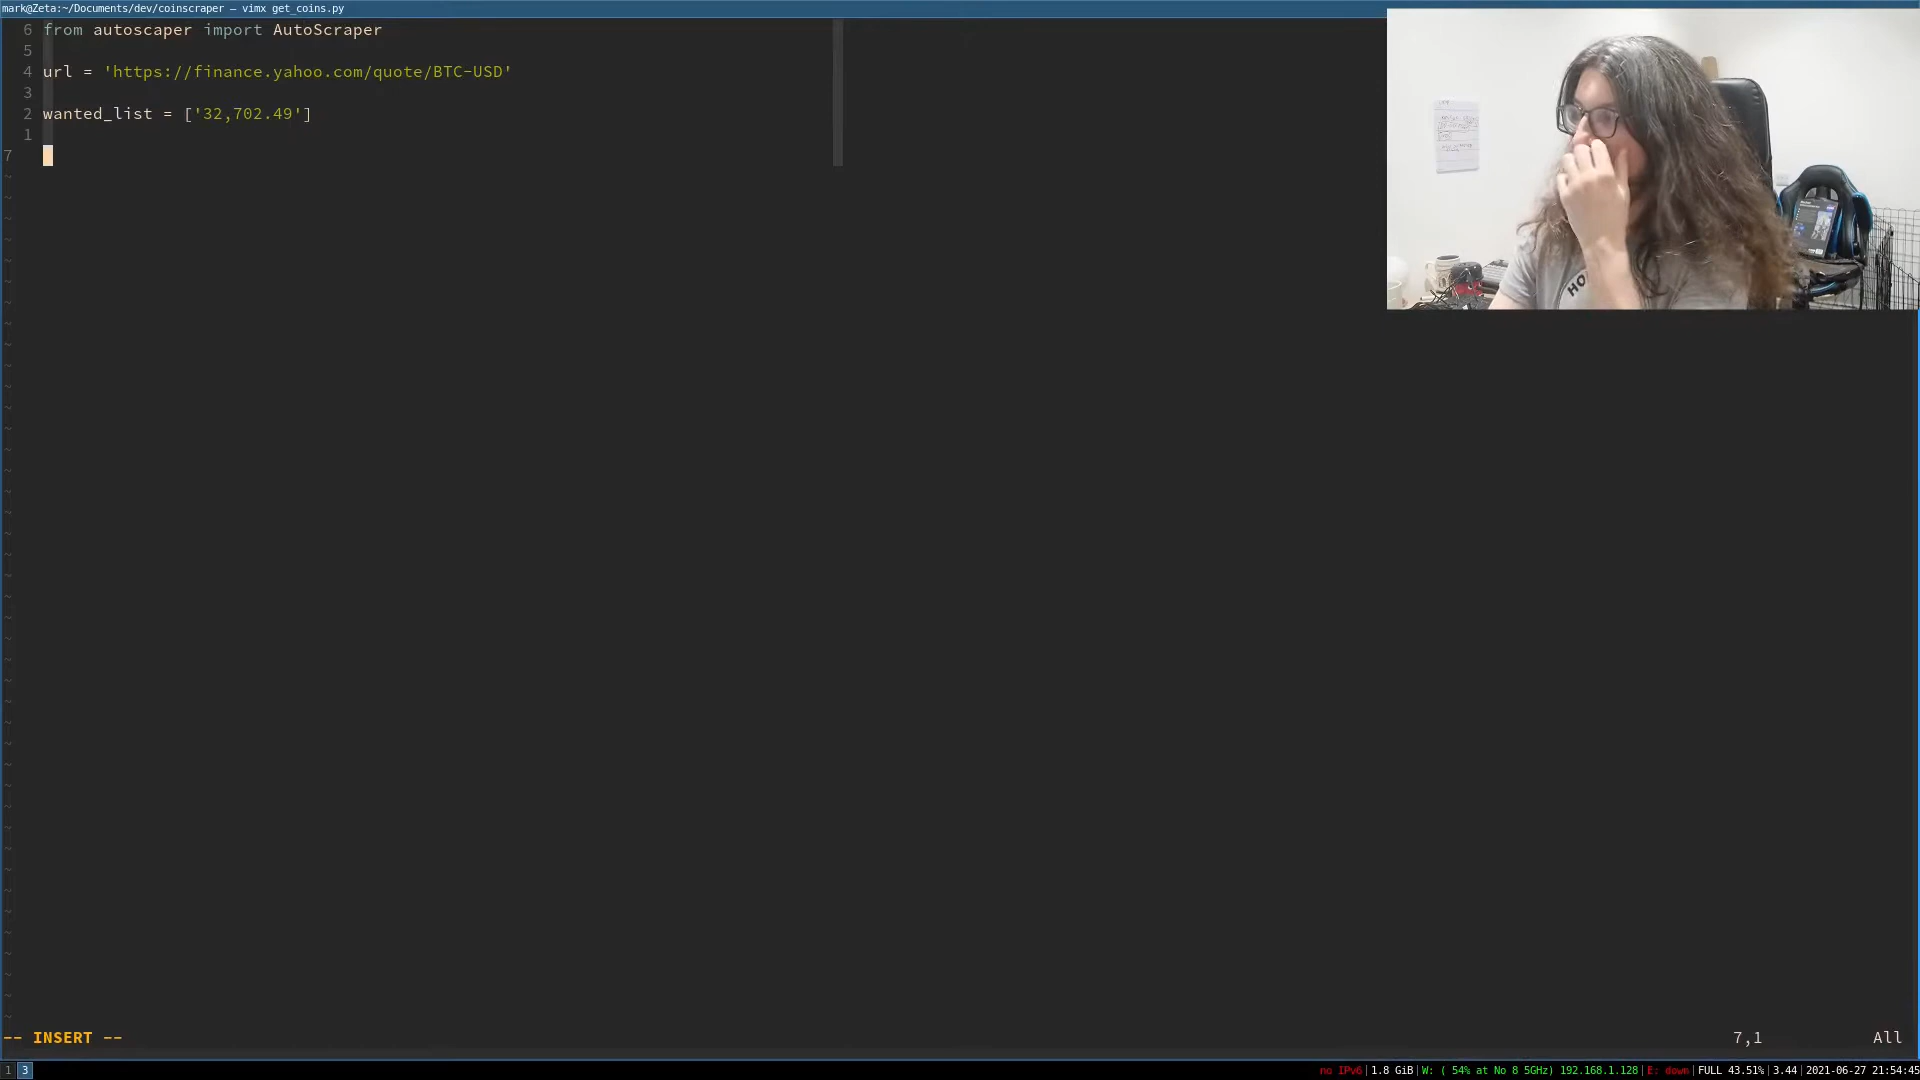 mark@Zeta:~/Documents/dev/coinscraper — vimx get_coins.py
6 from autoscaper import AutoScraper
5
4 url = 'https://finance.yahoo.com/quote/BTC-USD'
3
2 wanted_list = ['32,702.49']
1
7
HO
-- INSERT --
7,1 All
1 3 no IPv6|1.8 GiB|W: ( 54% at No 8 5GHz) 192.168.1.128|E: down|FULL 43.51%|3.44|2021-06-27 21:54:45